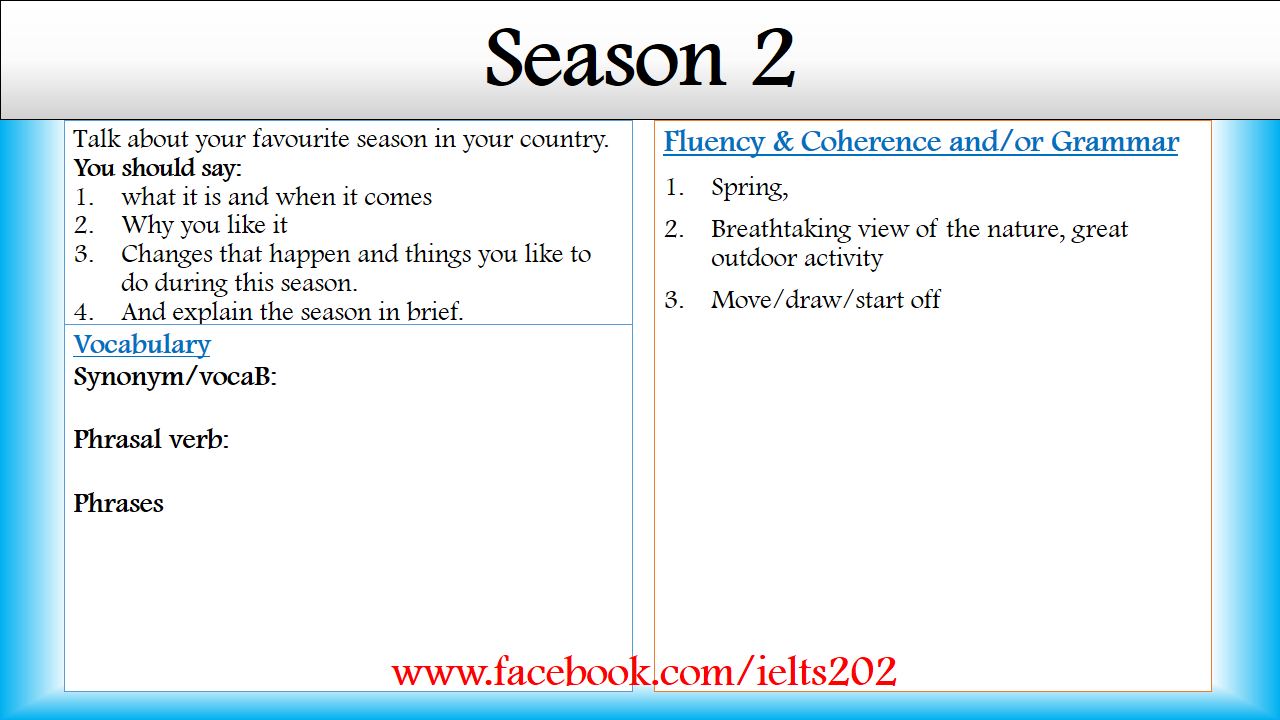 Season 2
Talk about your favourite season in your country.
You should say:
1. what it is and when it comes
2. Why you like it
3. Changes that happen and things you like to
do during this season.
4. And explain the season in brief.
Vocabulary
Synonym/vocaB:
Phrasal verb:
Phrases
Fluency & Coherence and/or Grammar
1. Spring,
2. Breathtaking view of the nature, great
outdoor activity
3. Move/draw/start off
www.facebook.com/ielts202